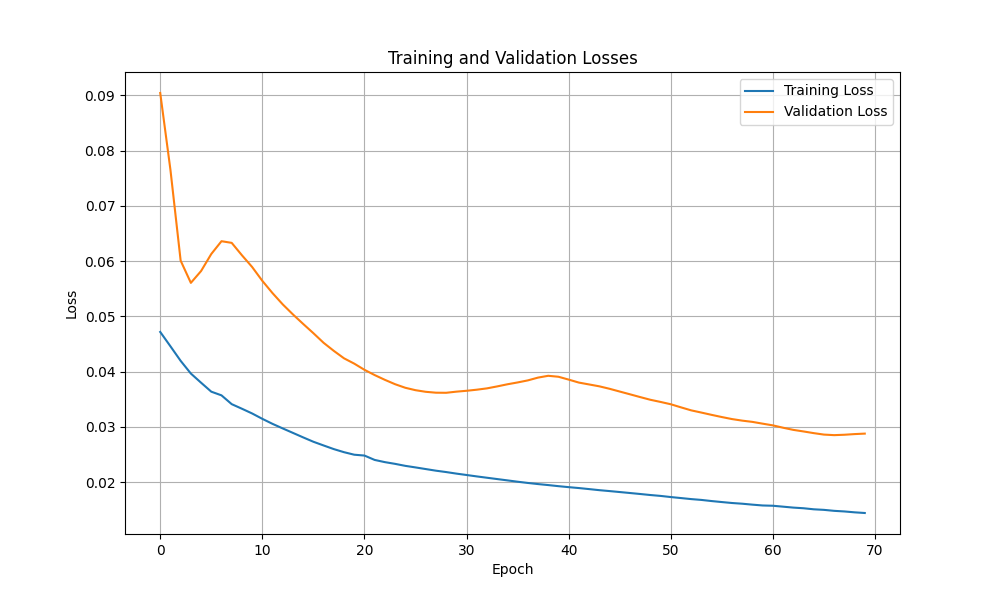 Training and Validation Losses
Training Loss
Validation Loss
Loss
0.09
0.08
0.07
0.06
0.05
0.04
0.03
0.02
0 10 20 30 40 50 60 70
Epoch